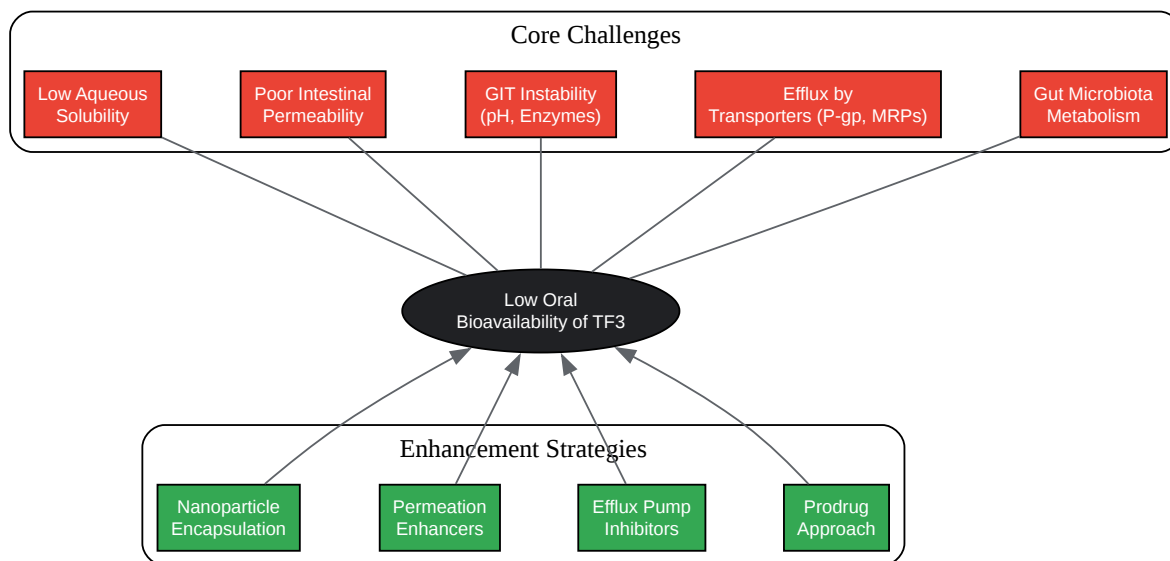 Core Challenges
Low Aqueous
Solubility
Poor Intestinal
Permeability
GIT Instability
(pH, Enzymes)
Efflux by
Transporters (P-gp, MRPs)
Gut Microbiota
Metabolism
Low Oral
Bioavailability of TF3
Enhancement Strategies
Nanoparticle
Encapsulation
Permeation
Enhancers
Efflux Pump
Inhibitors
Prodrug
Approach